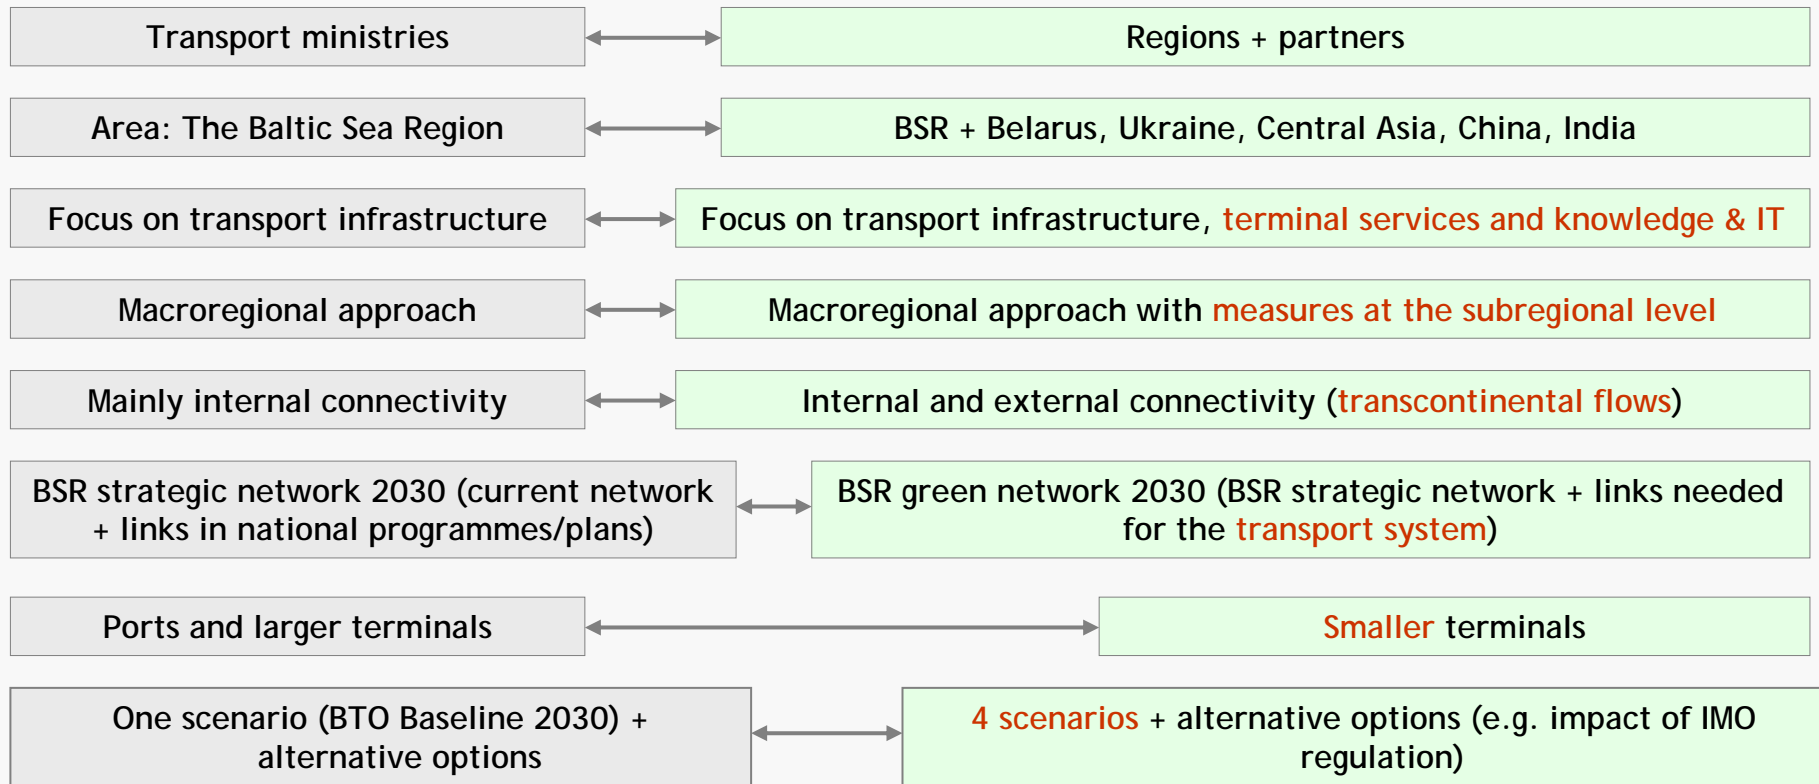 Transport ministries
Regions + partners
Area: The Baltic Sea Region
BSR + Belarus, Ukraine, Central Asia, China, India
Focus on transport infrastructure
Focus on transport infrastructure, terminal services and knowledge & IT
Macroregional approach
Macroregional approach with measures at the subregional level
Mainly internal connectivity
Internal and external connectivity (transcontinental flows)
BSR strategic network 2030 (current network
+ links in national programmes/plans)
BSR green network 2030 (BSR strategic network + links needed
for the transport system)
Ports and larger terminals
Smaller terminals
One scenario (BTO Baseline 2030) +
alternative options
4 scenarios + alternative options (e.g. impact of IMO
regulation)